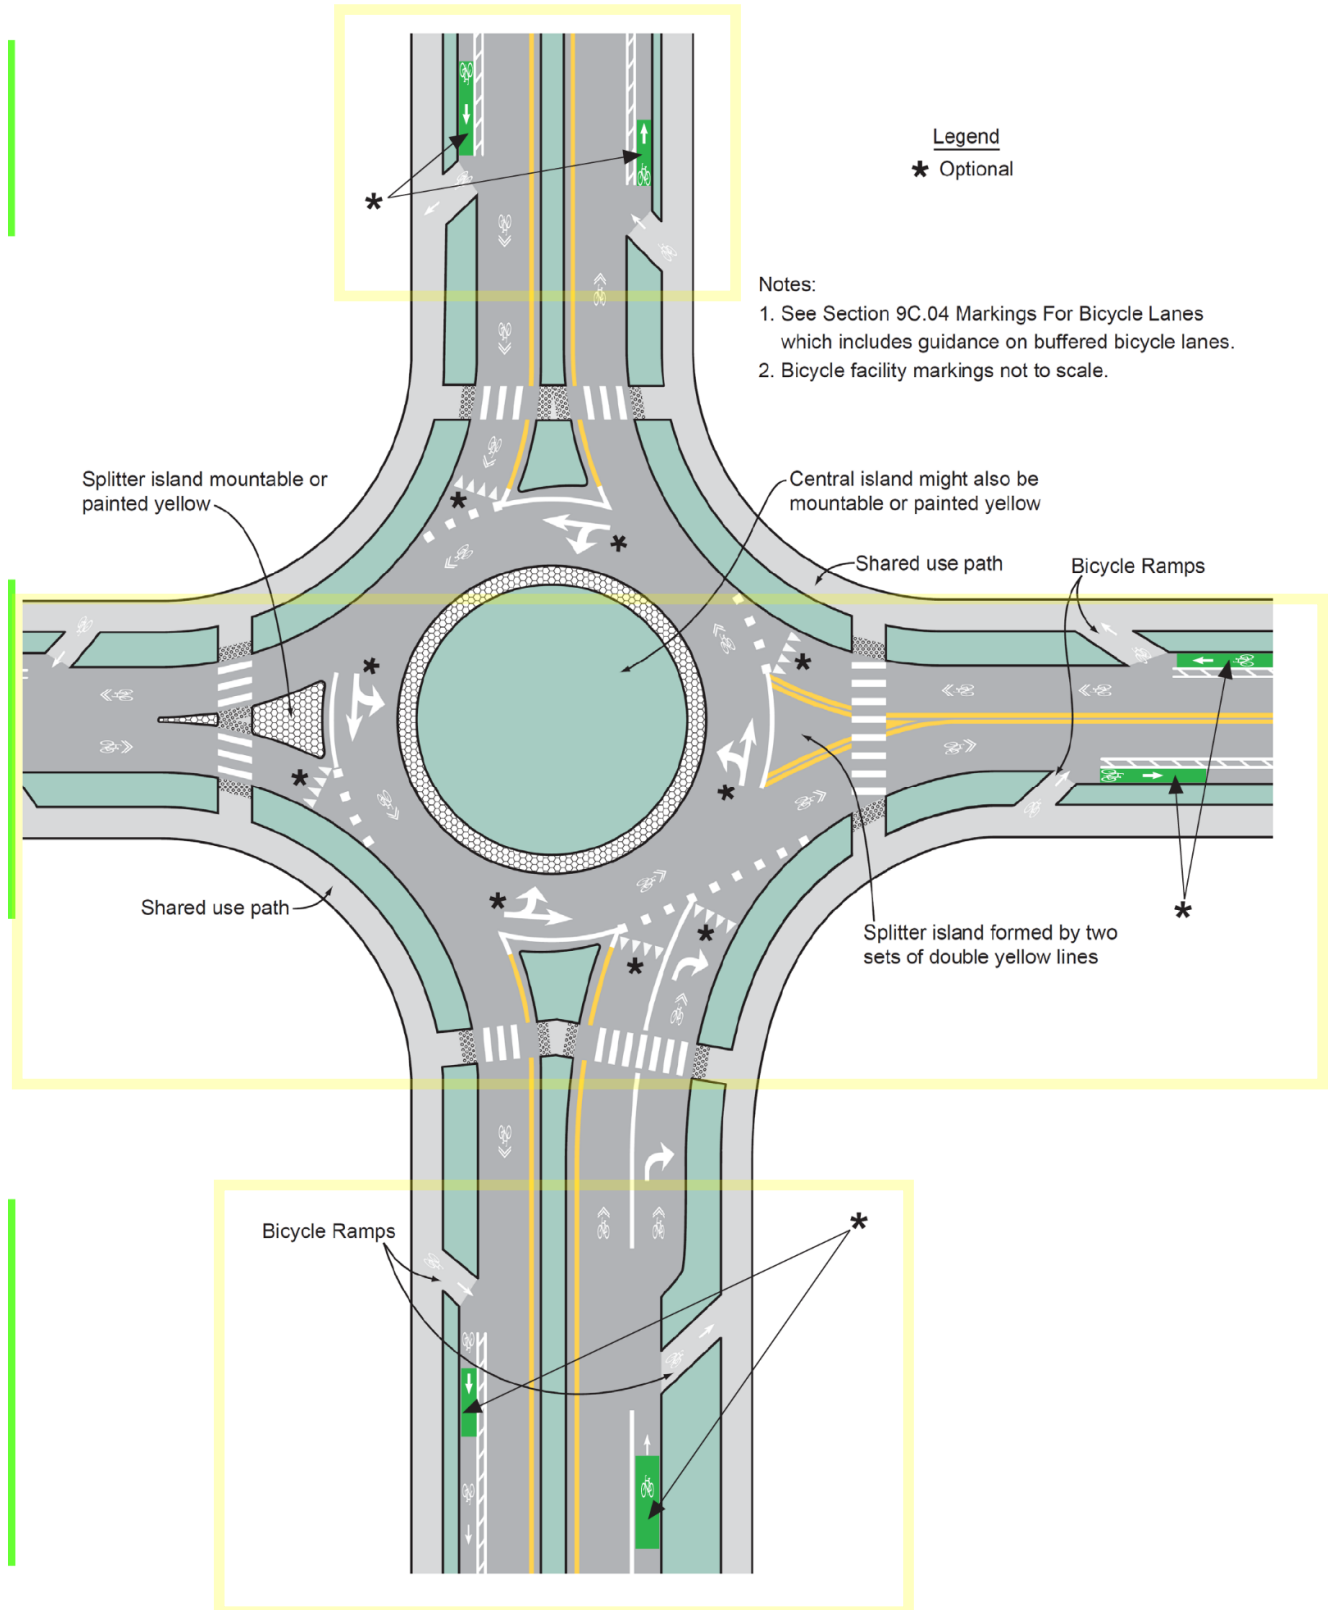 Legend
* Optional
*
Notes:
1. See Section 9C.04 Markings For Bicycle Lanes
which includes guidance on buffered bicycle lanes.
2. Bicycle facility markings not to scale.
Splitter island mountable or
painted yellow
Central island might also be
mountable or painted yellow
*
*
Shared use path
Bicycle Ramps
*
*
*
*
Shared use path
*
*
*
*
Splitter island formed by two
sets of double yellow lines
*
Bicycle Ramps
*